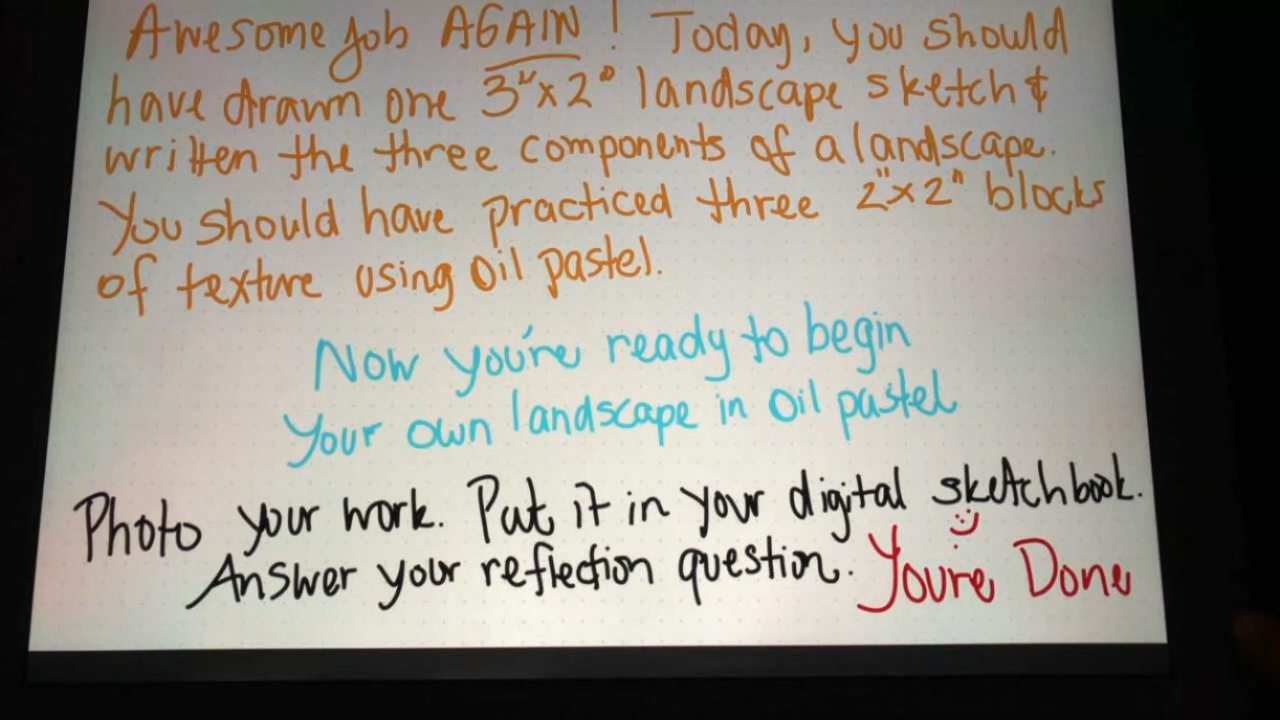 Awesome job AGAIN! Today, you should
have drawn one 3"x2" landscape sketch &
written the three components of a landscape.
You should have practiced three 2"x2" blocks
of texture using oil pastel.
Now you're ready to begin
your own landscape in oil pastel
Photo your work. Put it in your digital sketchbook.
Answer your reflection question. You're Done